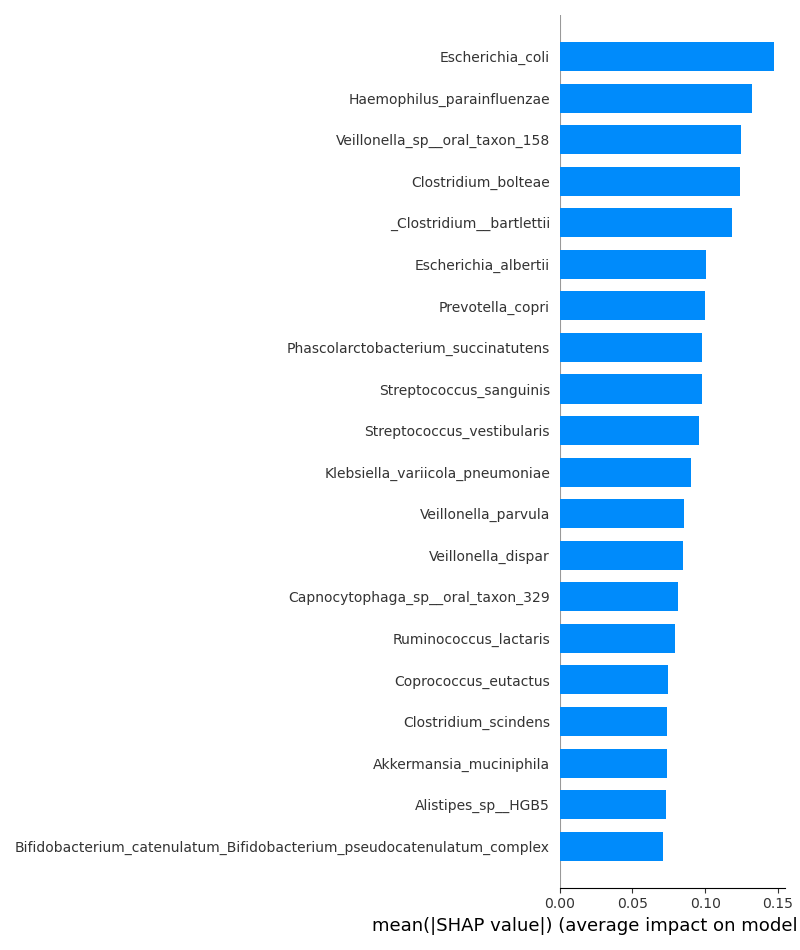 Escherichia_coli
Haemophilus_parainfluenzae
Veillonella_sp__oral_taxon_158
Clostridium_bolteae
_Clostridium__bartlettii
Escherichia_albertii
Prevotella_copri
Phascolarctobacterium_succinatutens
Streptococcus_sanguinis
Streptococcus_vestibularis
Klebsiella_variicola_pneumoniae
Veillonella_parvula
Veillonella_dispar
Capnocytophaga_sp__oral_taxon_329
Ruminococcus_lactaris
Coprococcus_eutactus
Clostridium_scindens
Akkermansia_muciniphila
Alistipes_sp__HGB5
Bifidobacterium_catenulatum_Bifidobacterium_pseudocatenulatum_complex
0.00 0.05 0.10 0.15
mean(|SHAP value|) (average impact on model